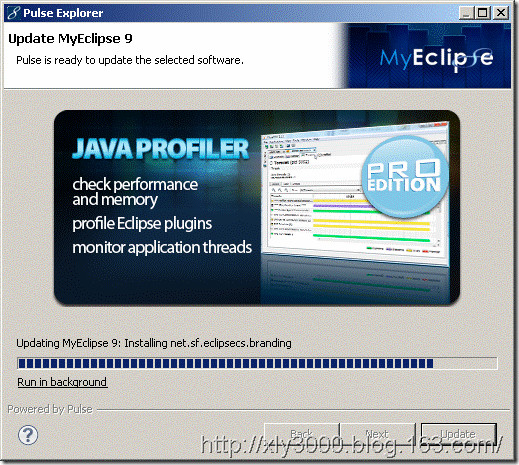 Pulse Explorer
Update MyEclipse 9
Pulse is ready to update the selected software.
MyEclipse
JAVA PROFILER
check performance
and memory
profile Eclipse plugins
monitor application threads
PRO
EDITION
Updating MyEclipse 9: Installing net.sf.eclipsecs.branding
Run in background
Powered by Pulse
?
Back
Next
Update
http://xly3000.blog.163.com/